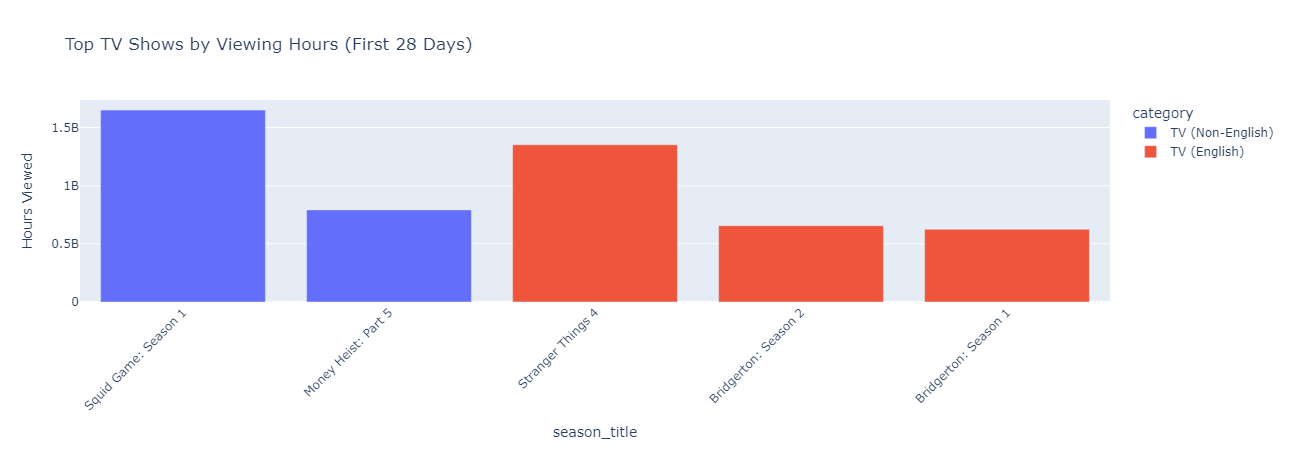 Top TV Shows by Viewing Hours (First 28 Days)
category
TV (Non-English)
TV (English)
Hours Viewed
1.5B
1B
0.5B
0
Squid Game: Season 1
Money Heist: Part 5
Stranger Things 4
Bridgerton: Season 2
Bridgerton: Season 1
season_title